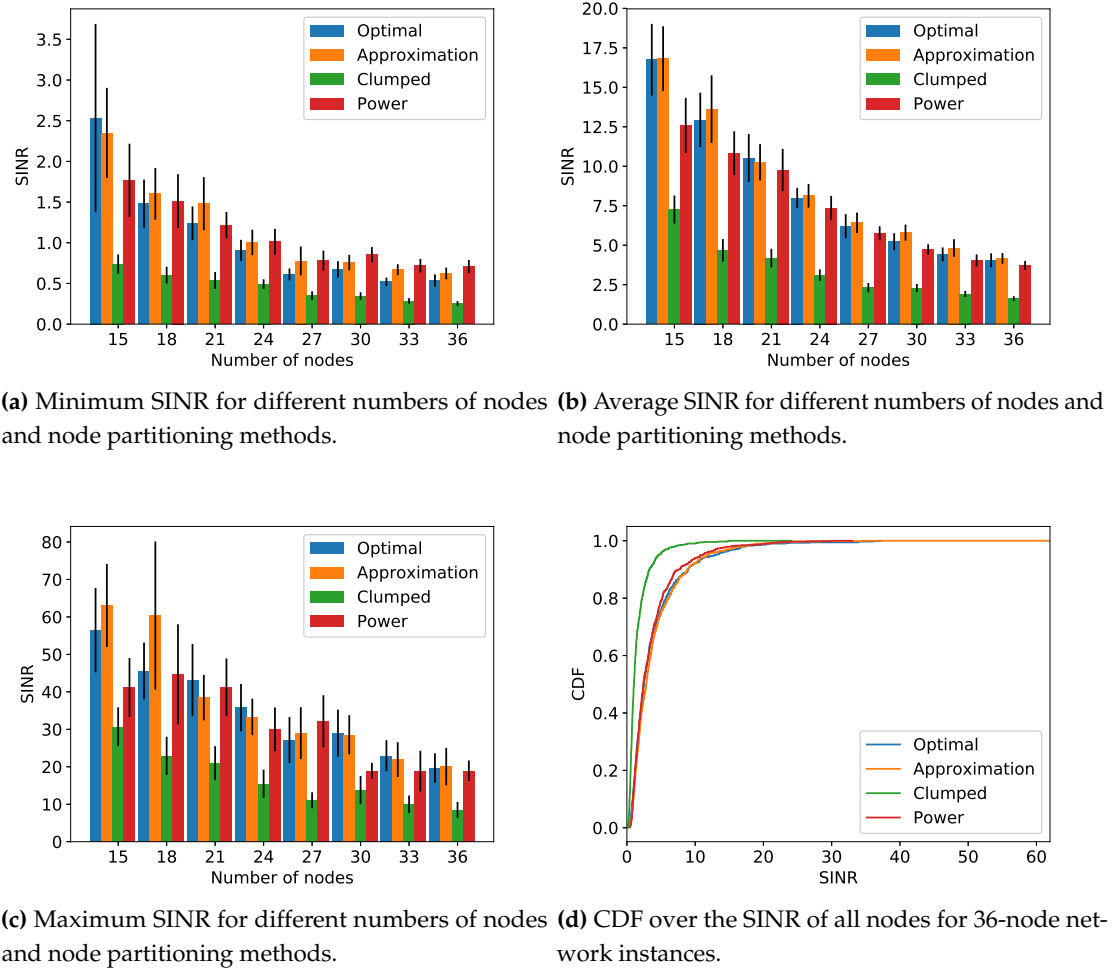 3.5
3.0
2.5
2.0
1.5
1.0
0.5
0.0
SINR
15 18 21 24 27 30 33 36
Number of nodes
Optimal
Approximation
Clumped
Power
(a) Minimum SINR for different numbers of nodes
and node partitioning methods.
20.0
17.5
15.0
12.5
10.0
7.5
5.0
2.5
0.0
SINR
15 18 21 24 27 30 33 36
Number of nodes
Optimal
Approximation
Clumped
Power
(b) Average SINR for different numbers of nodes and
node partitioning methods.
80
70
60
50
40
30
20
10
0
SINR
15 18 21 24 27 30 33 36
Number of nodes
Optimal
Approximation
Clumped
Power
(c) Maximum SINR for different numbers of nodes
and node partitioning methods.
1.0
0.8
0.6
0.4
0.2
0.0
CDF
0 10 20 30 40 50 60
SINR
Optimal
Approximation
Clumped
Power
(d) CDF over the SINR of all nodes for 36-node net-
work instances.